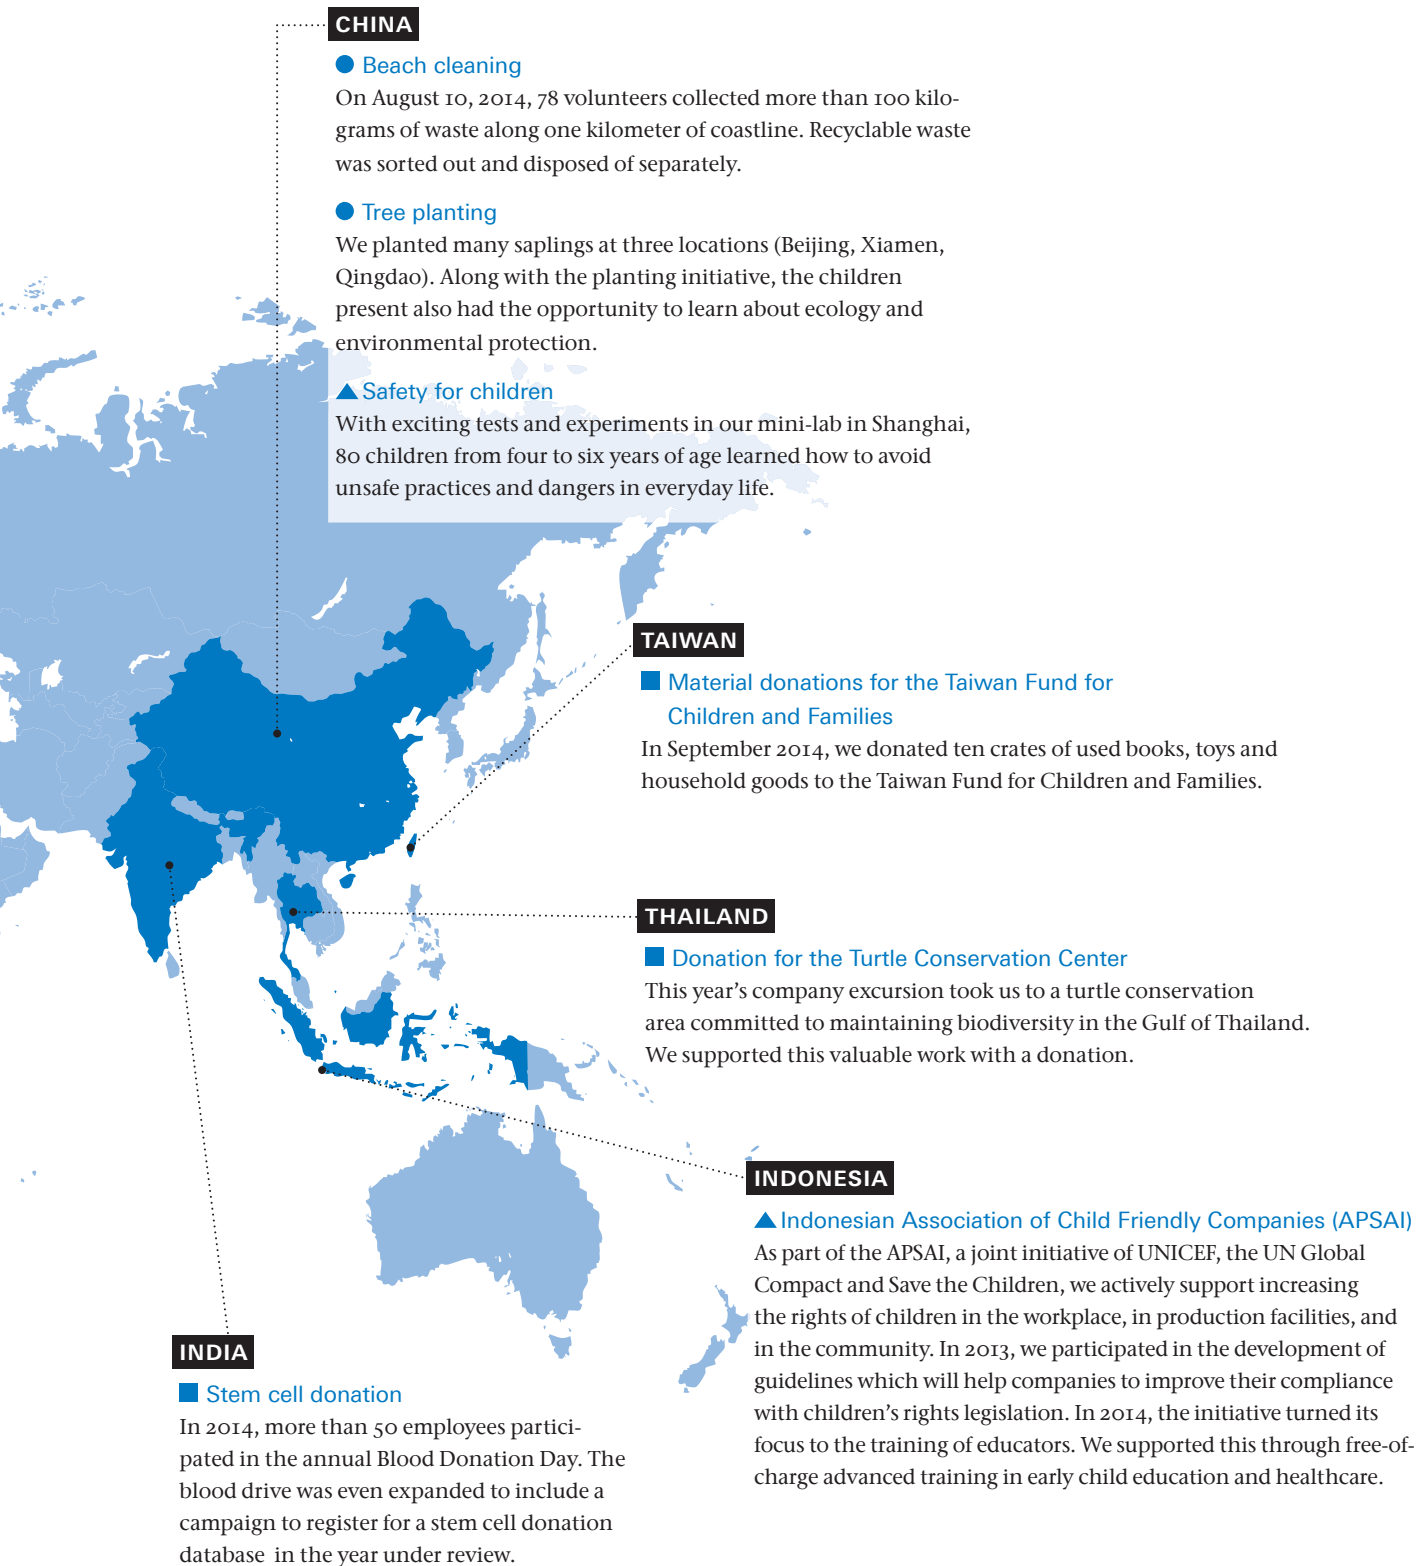 CHINA
● Beach cleaning
On August 10, 2014, 78 volunteers collected more than 100 kilo-
grams of waste along one kilometer of coastline. Recyclable waste
was sorted out and disposed of separately.
● Tree planting
We planted many saplings at three locations (Beijing, Xiamen,
Qingdao). Along with the planting initiative, the children
present also had the opportunity to learn about ecology and
environmental protection.
▲ Safety for children
With exciting tests and experiments in our mini-lab in Shanghai,
80 children from four to six years of age learned how to avoid
unsafe practices and dangers in everyday life.
TAIWAN
■ Material donations for the Taiwan Fund for
Children and Families
In September 2014, we donated ten crates of used books, toys and
household goods to the Taiwan Fund for Children and Families.
THAILAND
■ Donation for the Turtle Conservation Center
This year’s company excursion took us to a turtle conservation
area committed to maintaining biodiversity in the Gulf of Thailand.
We supported this valuable work with a donation.
INDONESIA
▲ Indonesian Association of Child Friendly Companies (APSAI)
As part of the APSAI, a joint initiative of UNICEF, the UN Global
Compact and Save the Children, we actively support increasing
the rights of children in the workplace, in production facilities, and
in the community. In 2013, we participated in the development of
guidelines which will help companies to improve their compliance
with children’s rights legislation. In 2014, the initiative turned its
focus to the training of educators. We supported this through free-of-
charge advanced training in early child education and healthcare.
INDIA
■ Stem cell donation
In 2014, more than 50 employees partici-
pated in the annual Blood Donation Day. The
blood drive was even expanded to include a
campaign to register for a stem cell donation
database in the year under review.